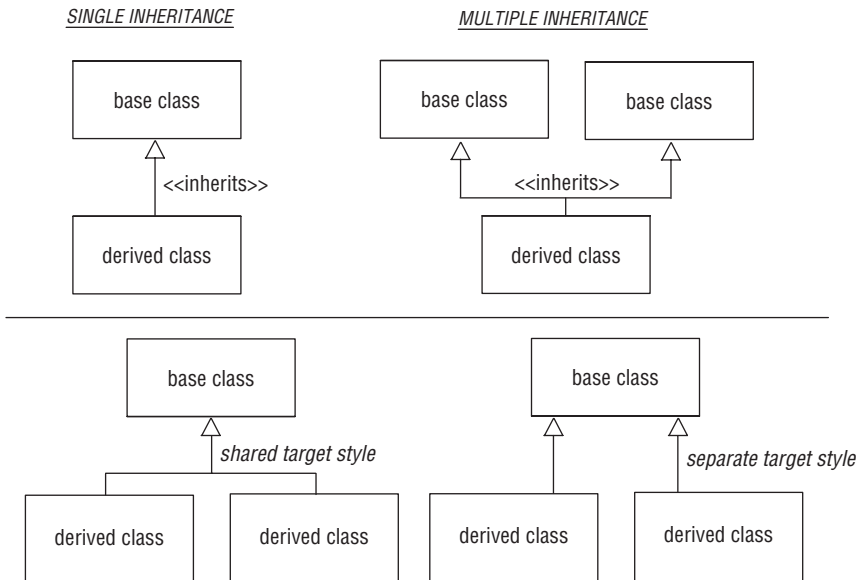 SINGLE INHERITANCE
MULTIPLE INHERITANCE
base class
base class
base class
<<inherits>>
<<inherits>>
derived class
derived class
base class
base class
shared target style
separate target style
derived class
derived class
derived class
derived class